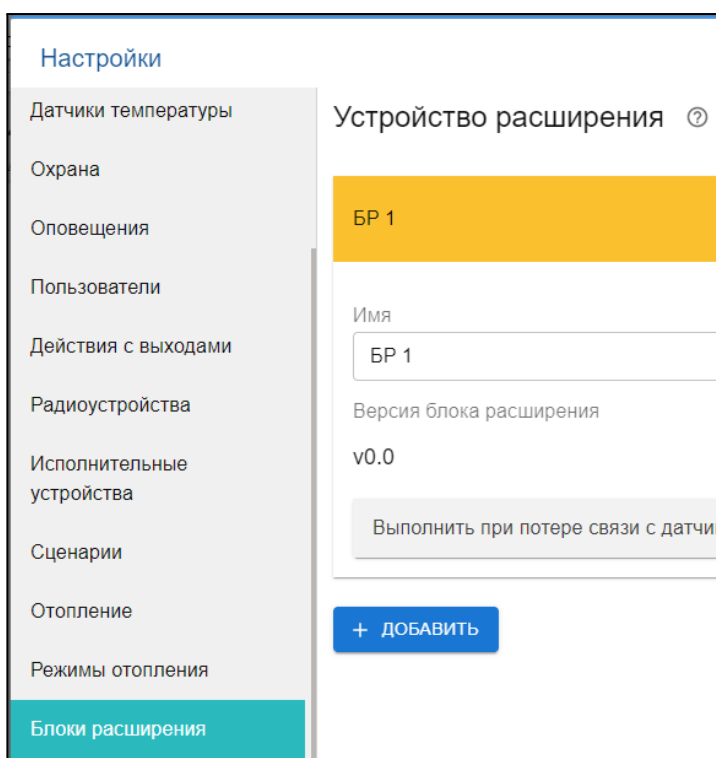 Настройки
Датчики температуры
Охрана
Оповещения
Пользователи
Действия с выходами
Радиоустройства
Исполнительные
устройства
Сценарии
Отопление
Режимы отопления
Блоки расширения
Устройство расширения
БР 1
Имя
БР 1
Версия блока расширения
v0.0
Выполнить при потере связи с датчи
+ ДОБАВИТЬ